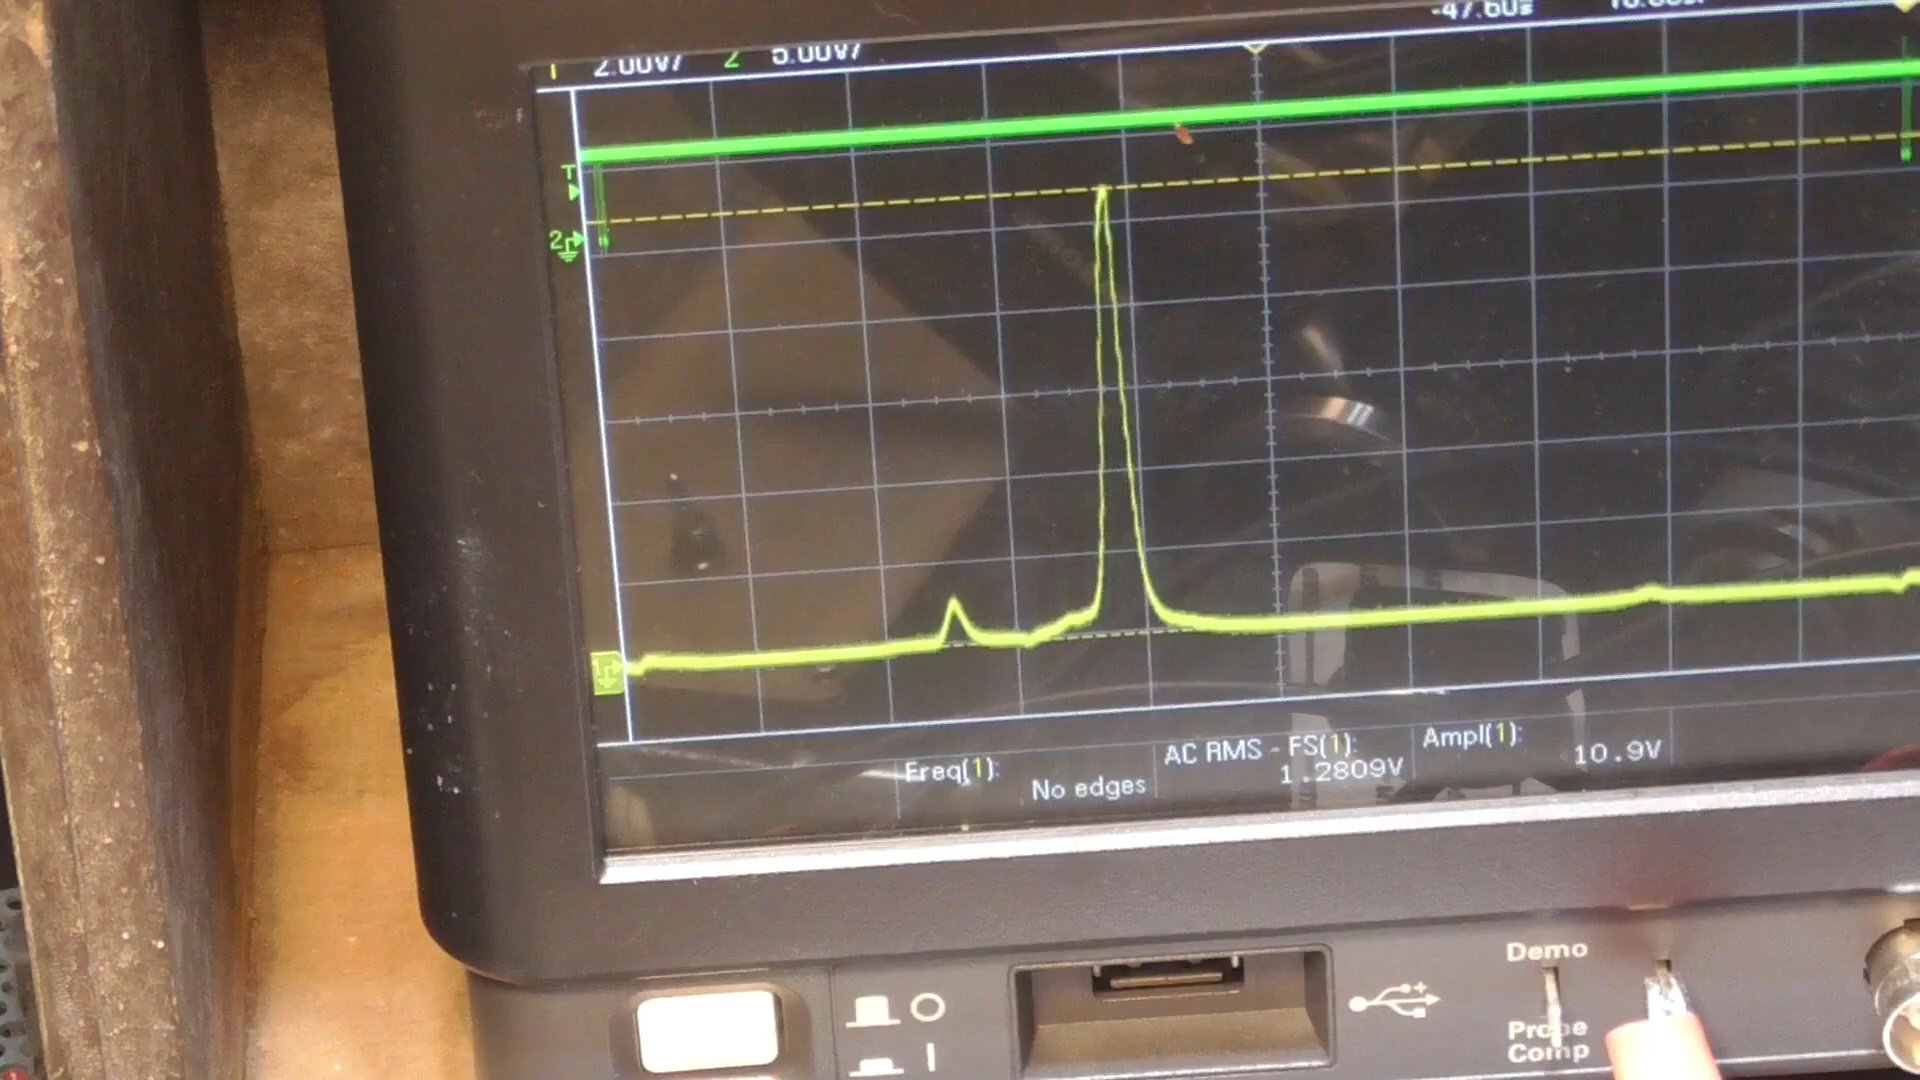 1 2.00V/ 2 5.00V/ -47.60s
T
2
1
Freq(1):
No edges
AC RMS - FS(1):
1.2809V
Ampl(1):
10.9V
Demo
Probe
Comp